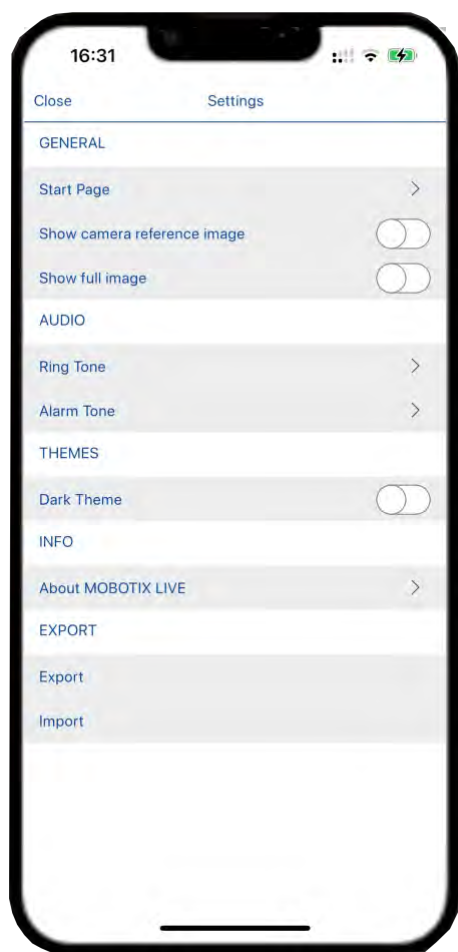 16:31
Close Settings
GENERAL
Start Page
Show camera reference image
Show full image
AUDIO
Ring Tone
Alarm Tone
THEMES
Dark Theme
INFO
About MOBOTIX LIVE
EXPORT
Export
Import